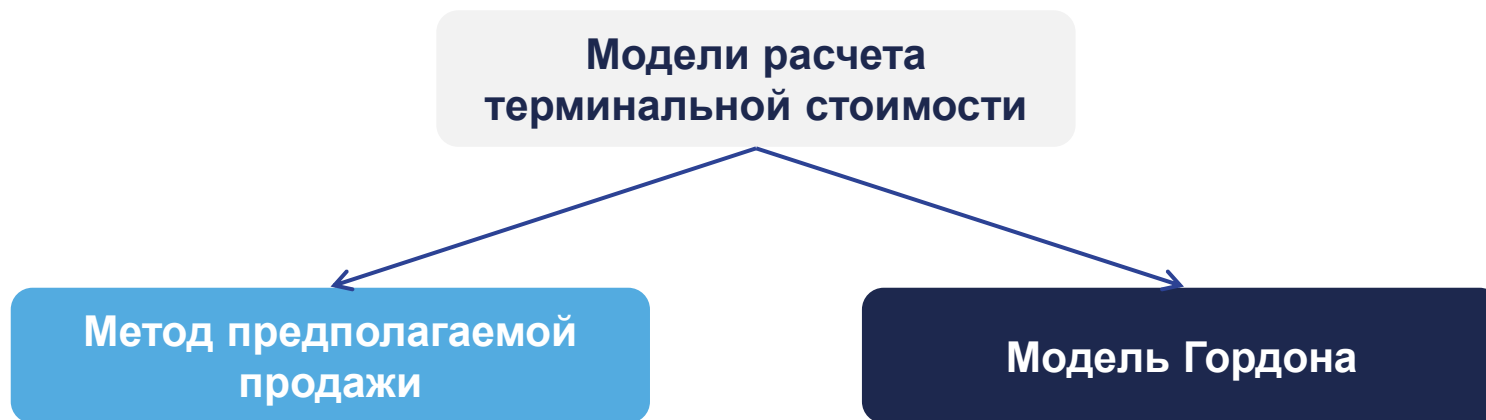 Модели расчета
терминальной стоимости
Метод предполагаемой
продажи
Модель Гордона